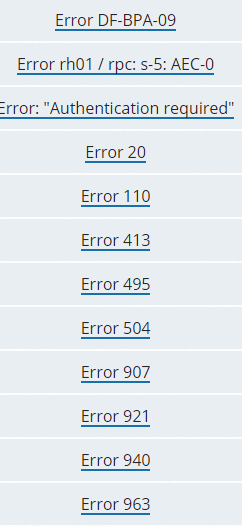 Error DF-BPA-09
Error rh01 / rpc: s-5: AEC-0
Error: "Authentication required"
Error 20
Error 110
Error 413
Error 495
Error 504
Error 907
Error 921
Error 940
Error 963